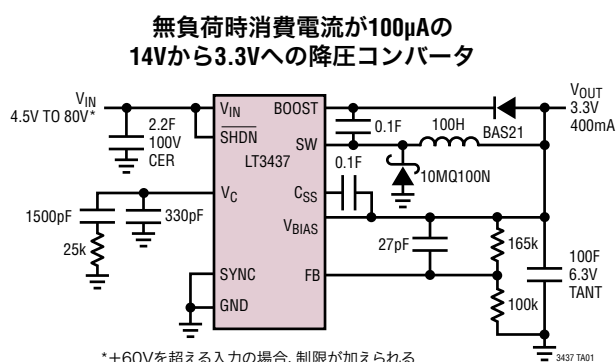 無負荷時消費電流が100µAの
14Vから3.3Vへの降圧コンバータ
VIN
4.5V TO 80V*
2.2F
100V
CER
1500pF
25k
330pF
VIN
SHDN
LT3437
VC
SYNC
GND
BOOST
SW
CSS
VBIAS
FB
0.1F
0.1F
100H
BAS21
10MQ100N
27pF
165k
100k
VOUT
3.3V
400mA
100F
6.3V
TANT
*+60Vを超える入力の場合、制限が加えられる
3437 TA01